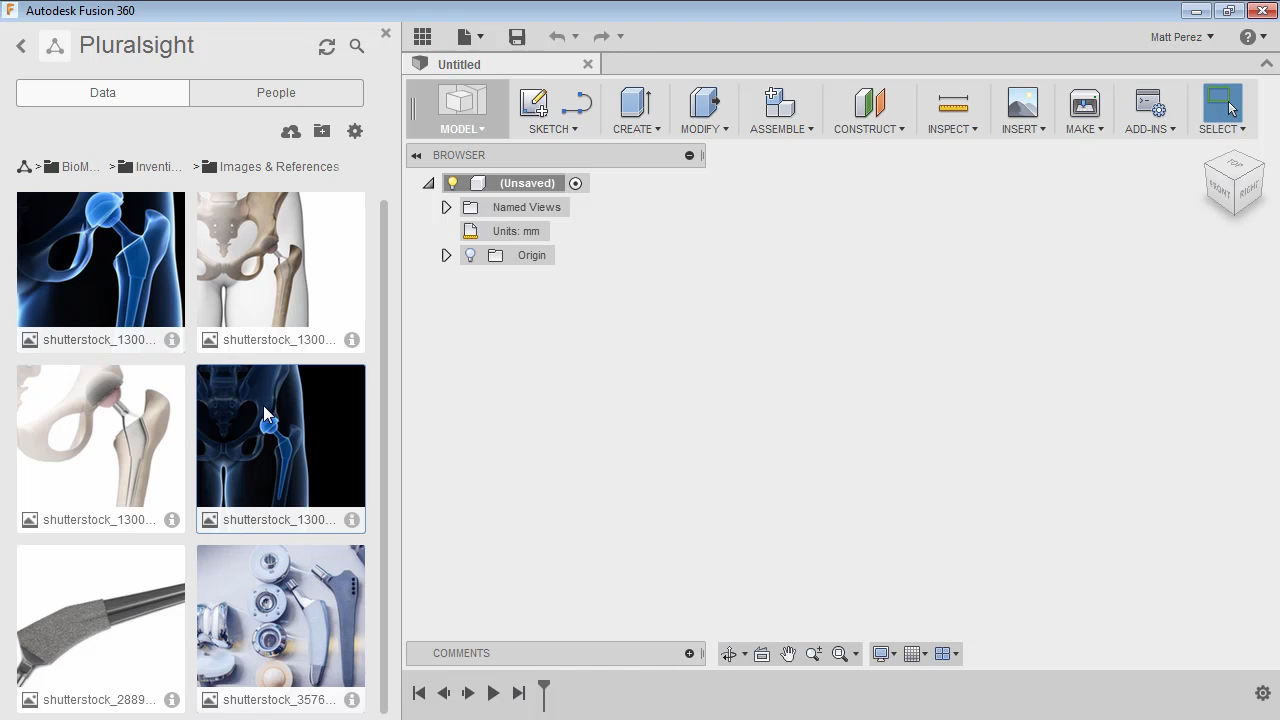 Autodesk Fusion 360
Pluralsight
Matt Perez
Untitled
Data
People
MODEL
SKETCH
CREATE
MODIFY
ASSEMBLE
CONSTRUCT
INSPECT
INSERT
MAKE
ADD-INS
SELECT
BROWSER
> BioM... > Inventi... > Images & References
TOP
FRONT
RIGHT
(Unsaved)
Named Views
Units: mm
Origin
shutterstock_1300...
shutterstock_1300...
shutterstock_1300...
shutterstock_1300...
shutterstock_2889...
shutterstock_3576...
COMMENTS